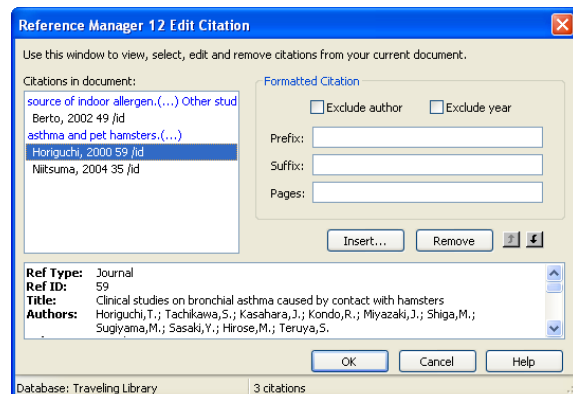 Reference Manager 12 Edit Citation
Use this window to view, select, edit and remove citations from your current document.
Citations in document:
source of indoor allergen.(...) Other stud
Berto, 2002 49 /id
asthma and pet hamsters.(...)
Horiguchi, 2000 59 /id
Niitsuma, 2004 35 /id
Formatted Citation
Exclude author Exclude year
Prefix:
Suffix:
Pages:
Insert... Remove
Ref Type: Journal
Ref ID: 59
Title: Clinical studies on bronchial asthma caused by contact with hamsters
Authors: Horiguchi,T.; Tachikawa,S.; Kasahara,J.; Kondo,R.; Miyazaki,J.; Shiga,M.;
Sugiyama,M.; Sasaki,Y.; Hirose,M.; Teruya,S.
OK Cancel Help
Database: Traveling Library 3 citations